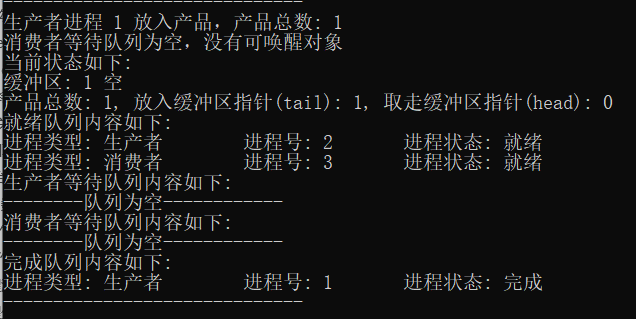 ------------------------------
生产者进程 1 放入产品，产品总数: 1
消费者等待队列为空，没有可唤醒对象
当前状态如下:
缓冲区: 1 空
产品总数: 1, 放入缓冲区指针(tail): 1, 取走缓冲区指针(head): 0
就绪队列内容如下:
进程类型: 生产者 进程号: 2 进程状态: 就绪
进程类型: 消费者 进程号: 3 进程状态: 就绪
生产者等待队列内容如下:
--------队列为空------------
消费者等待队列内容如下:
--------队列为空------------
完成队列内容如下:
进程类型: 生产者 进程号: 1 进程状态: 完成
------------------------------